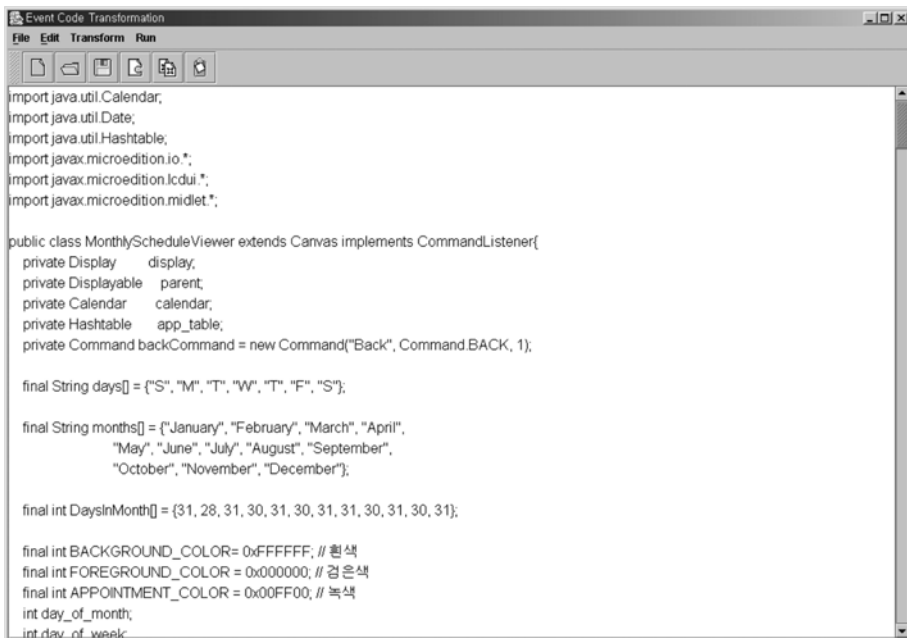 Event Code Transformation
File Edit Transform Run
import java.util.Calendar;
import java.util.Date;
import java.util.Hashtable;
import javax.microedition.io.*;
import javax.microedition.lcdui.*;
import javax.microedition.midlet.*;
public class MonthlyScheduleViewer extends Canvas implements CommandListener{
private Display display;
private Displayable parent;
private Calendar calendar;
private Hashtable app_table;
private Command backCommand = new Command("Back", Command.BACK, 1);
final String days[] = {"S", "M", "T", "W", "T", "F", "S"};
final String months[] = {"January", "February", "March", "April",
"May", "June", "July", "August", "September",
"October", "November", "December"};
final int DaysInMonth[] = {31, 28, 31, 30, 31, 30, 31, 31, 30, 31, 30, 31};
final int BACKGROUND_COLOR= 0xFFFFFF; // 흰색
final int FOREGROUND_COLOR = 0x000000; // 검은색
final int APPOINTMENT_COLOR = 0x00FF00; // 녹색
int day_of_month;
int day_of_week;